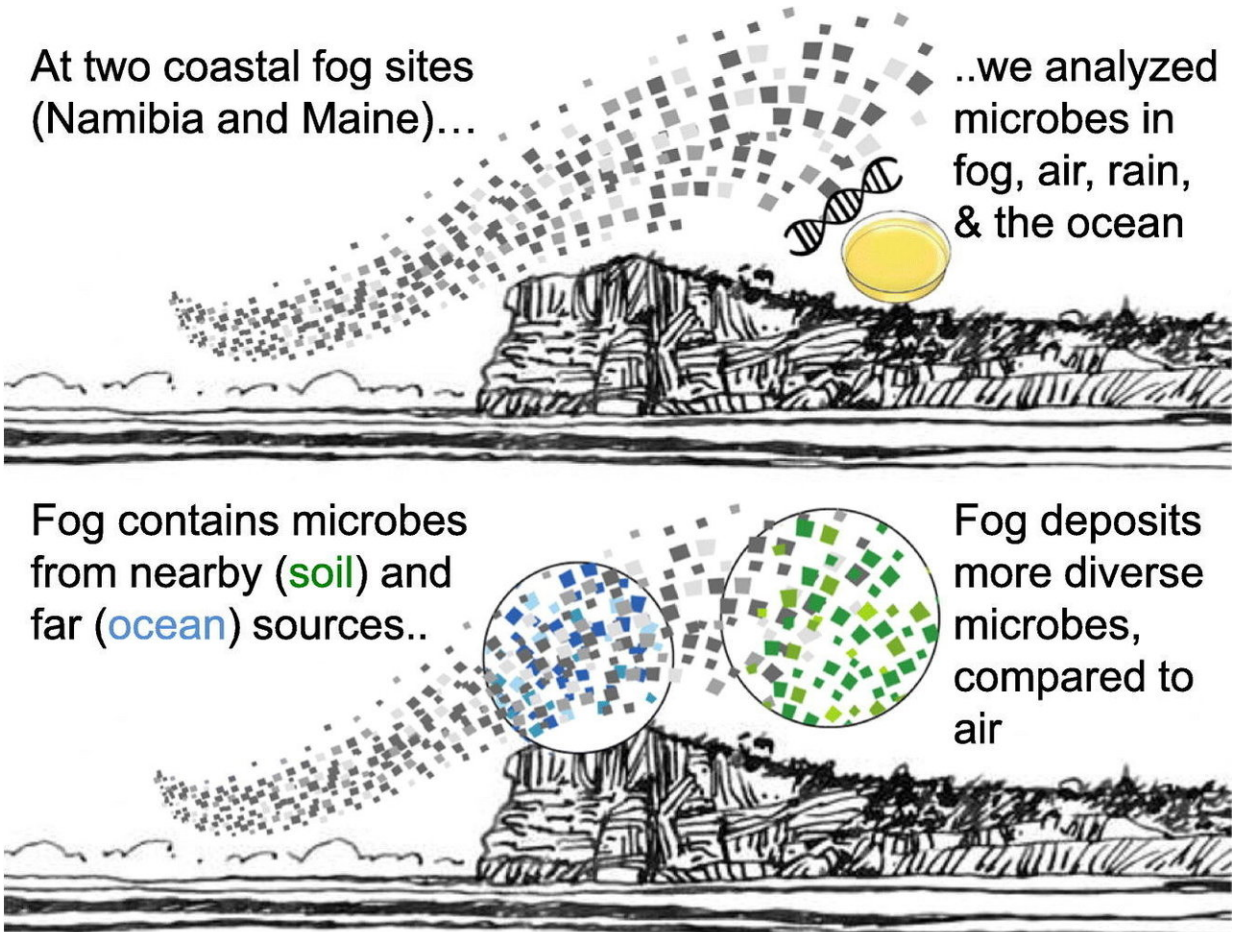 At two coastal fog sites
(Namibia and Maine)…
..we analyzed
microbes in
fog, air, rain,
& the ocean
Fog contains microbes
from nearby (soil) and
far (ocean) sources..
Fog deposits
more diverse
microbes,
compared to
air